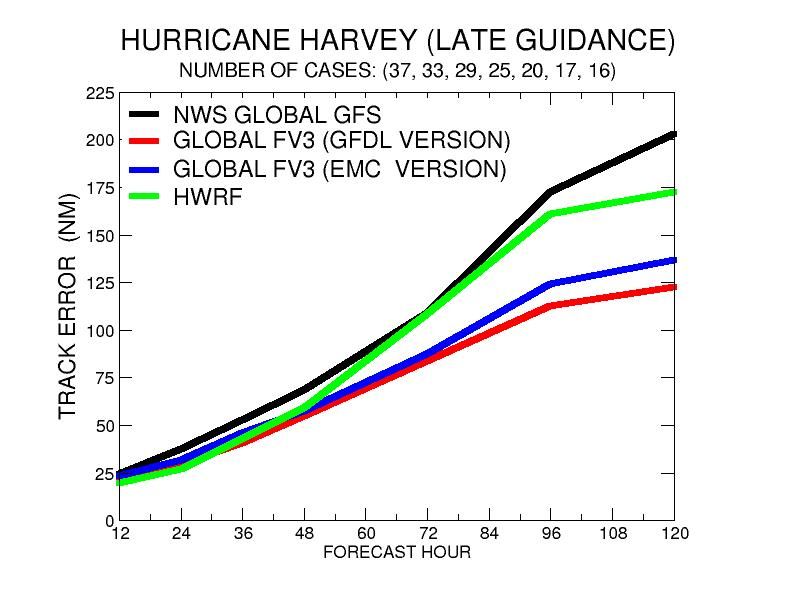 HURRICANE HARVEY (LATE GUIDANCE)
NUMBER OF CASES: (37, 33, 29, 25, 20, 17, 16)
NWS GLOBAL GFS
GLOBAL FV3 (GFDL VERSION)
GLOBAL FV3 (EMC  VERSION)
HWRF
TRACK ERROR  (NM)
225
200
175
150
125
100
75
50
25
0
12 24 36 48 60 72 84 96 108 120
FORECAST HOUR